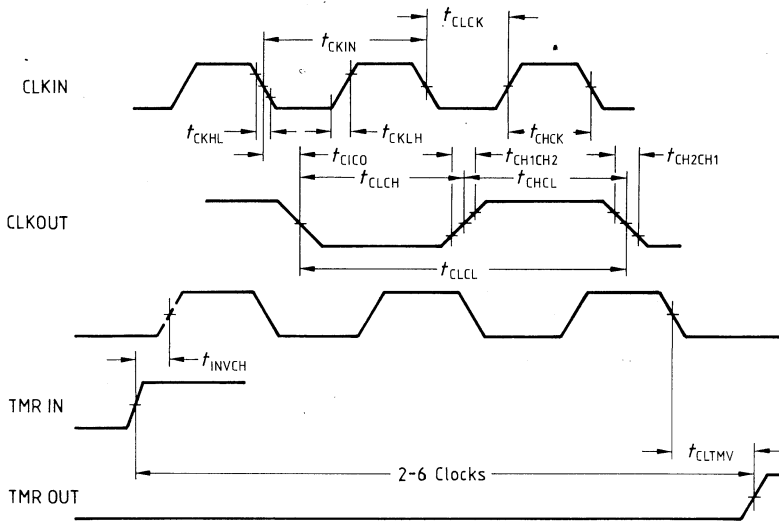 tCLCK
tCKIN
CLKIN
tCKHL
tCKLH
tCHCK
tCICO
tCH1CH2
tCH2CH1
tCLCH
tCHCL
CLKOUT
tCLCL
tINVCH
TMR IN
tCLTMV
2-6 Clocks
TMR OUT